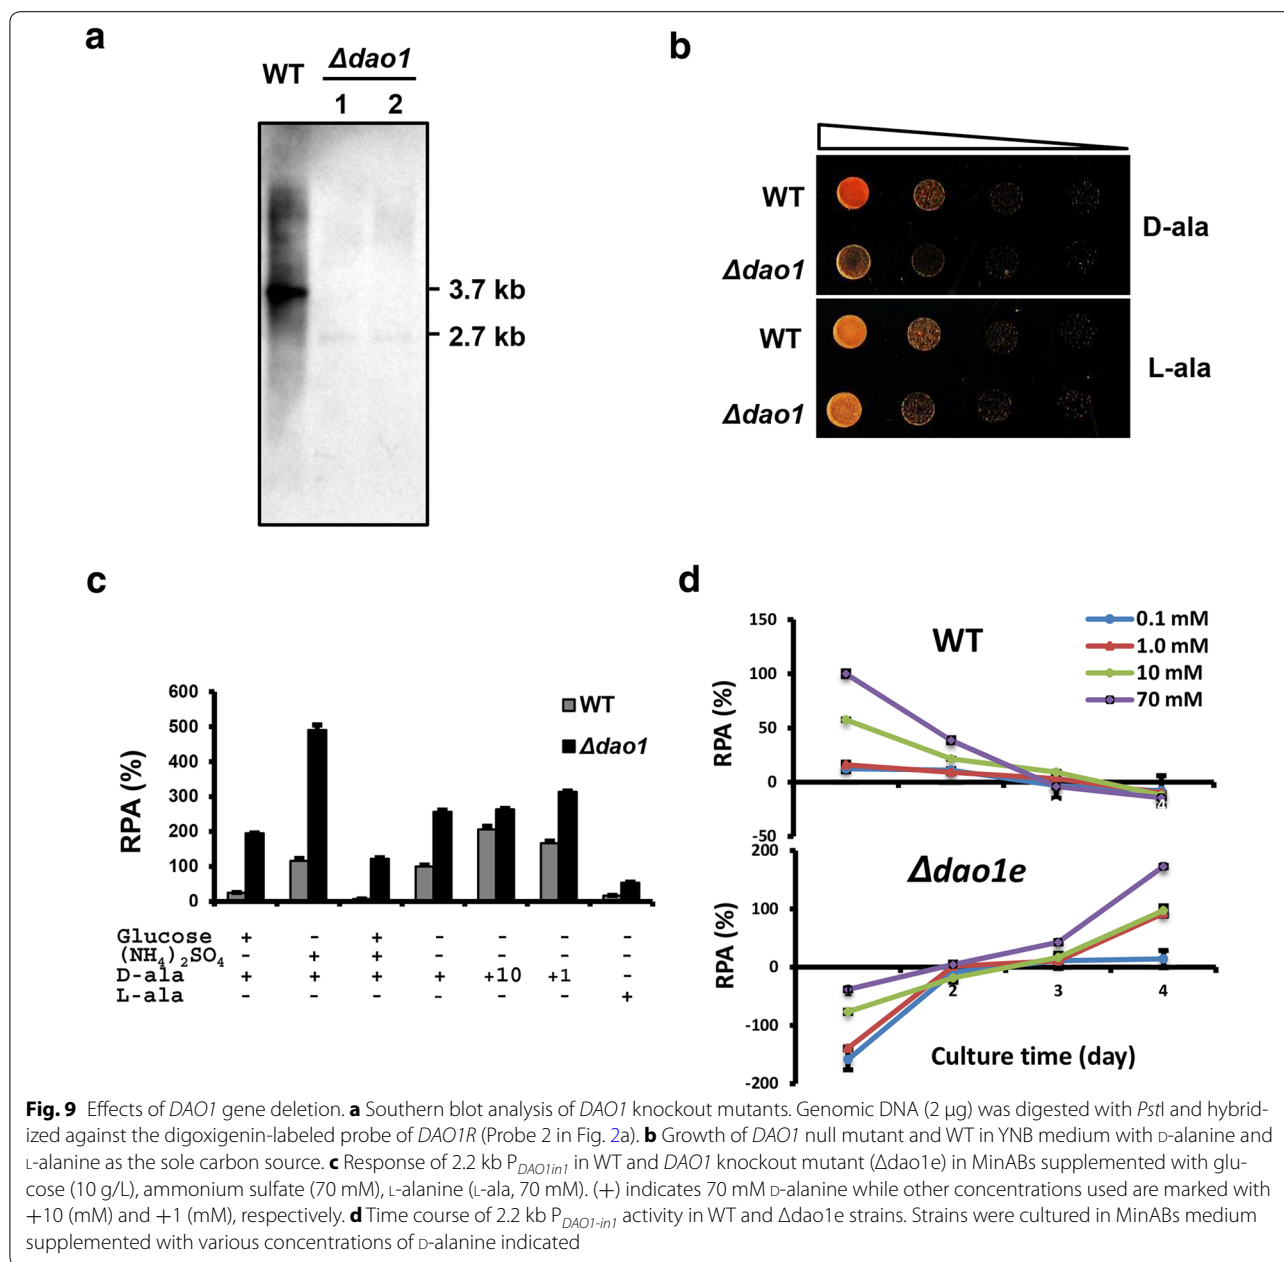 a
WT
Δdao1
1 2
3.7 kb
2.7 kb
b
WT
Δdao1
D-ala
WT
Δdao1
L-ala
c
RPA (%)
600
500
400
300
200
100
0
WT
Δdao1
Glucose + - + - - - -
(NH4)2SO4 - + + - - - -
D-ala + + + + +10 +1 -
L-ala - - - - - - +
d
WT
RPA (%)
150
100
50
0
-50
0.1 mM
1.0 mM
10 mM
70 mM
4
Δdao1e
RPA (%)
200
100
0
-100
-200
2 3 4
Culture time (day)
Fig. 9 Effects of DAO1 gene deletion. a Southern blot analysis of DAO1 knockout mutants. Genomic DNA (2 μg) was digested with PstI and hybrid-
ized against the digoxigenin-labeled probe of DAO1R (Probe 2 in Fig. 2a). b Growth of DAO1 null mutant and WT in YNB medium with D-alanine and
L-alanine as the sole carbon source. c Response of 2.2 kb PDAO1in1 in WT and DAO1 knockout mutant (Δdao1e) in MinABs supplemented with glu-
cose (10 g/L), ammonium sulfate (70 mM), L-alanine (L-ala, 70 mM). (+) indicates 70 mM D-alanine while other concentrations used are marked with
+10 (mM) and +1 (mM), respectively. d Time course of 2.2 kb PDAO1-in1 activity in WT and Δdao1e strains. Strains were cultured in MinABs medium
supplemented with various concentrations of D-alanine indicated